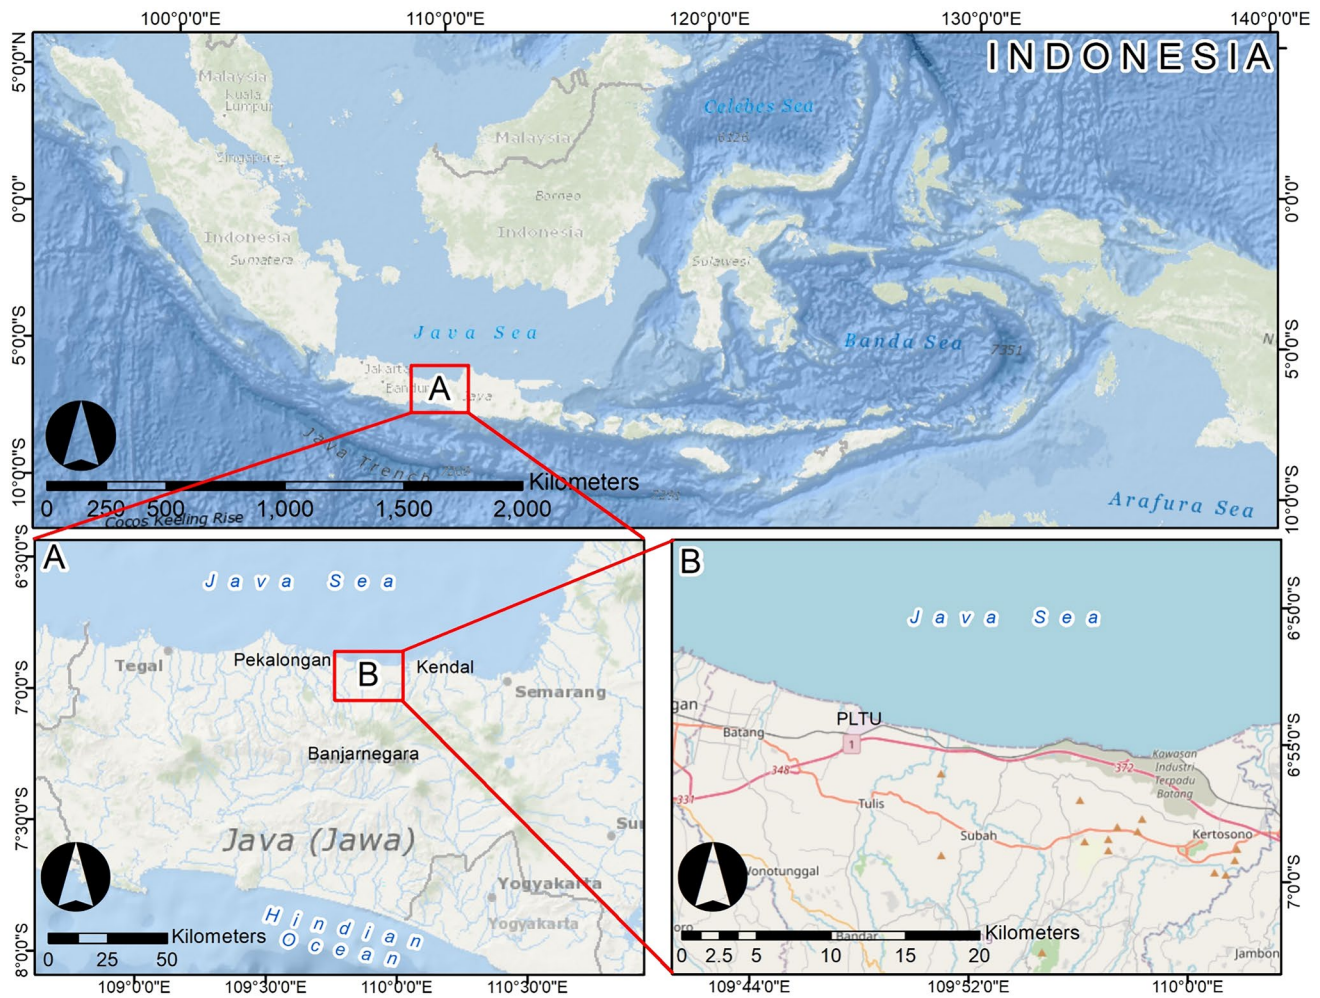 100°0'0"E
110°0'0"E
120°0'0"E
130°0'0"E
140°0'0"E
5°0'0"N
0°0'0"
5°0'0"S
10°0'0"S
0°0'0"
5°0'0"S
10°0'0"S
INDONESIA
Malaysia
Kuala
Lumpur
Singapore
Malaysia
Borneo
Indonesia
Indonesia
Sumatera
Celebes Sea
6326
Sulawesi
Java Sea
Banda Sea
7351
N
Jakarta
Bandun
Java
A
Java Trench
Arafura Sea
Kilometers
0 250 500 1,000 1,500 2,000
Cocos Keeling Rise
A
Java Sea
6°30'0"S
7°0'0"S
7°30'0"S
8°0'0"S
Tegal
Pekalongan
B
Kendal
Semarang
Banjarnegara
Java (Jawa)
Sur
Yogyakarta
Yogyakarta
Indian
Ocean
Kilometers
0 25 50
109°0'0"E
109°30'0"E
110°0'0"E
110°30'0"E
B
Java Sea
6°50'0"S
6°55'0"S
7°0'0"S
gan
PLTU
Batang
1
348
331
372
Kawasan
Industri
Terpadu
Batang
Tulis
Subah
Kertosono
Wonotunggal
oro
Bandar
Jambon
Kilometers
0 2.5 5 10 15 20
109°44'0"E
109°52'0"E
110°0'0"E